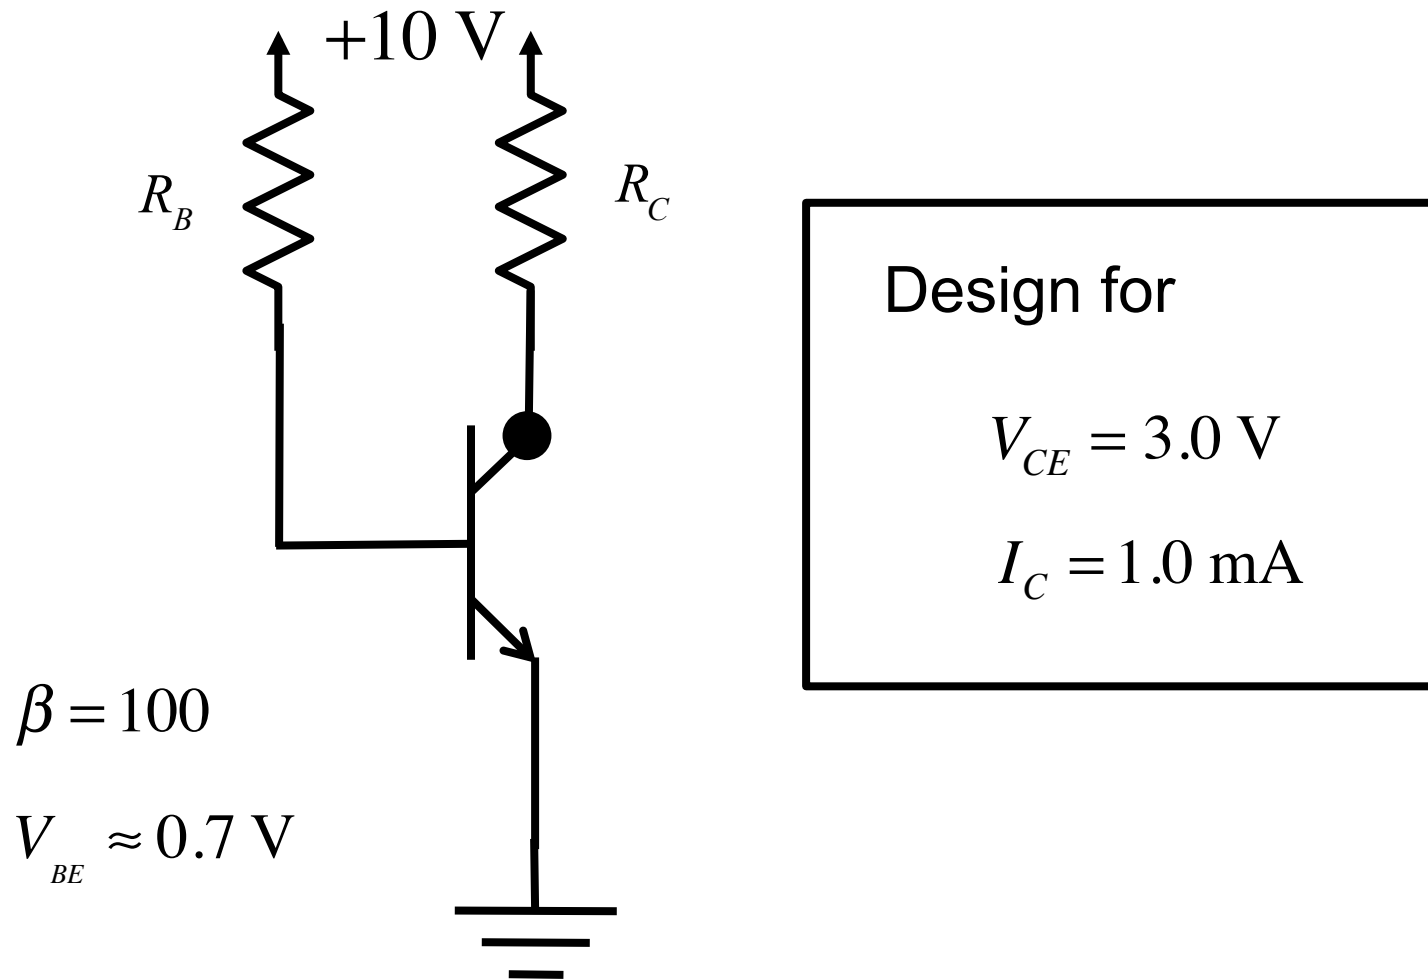 +10 V
R_B
R_C
Design for
V_CE = 3.0 V
I_C = 1.0 mA
β = 100
V_BE ≈ 0.7 V